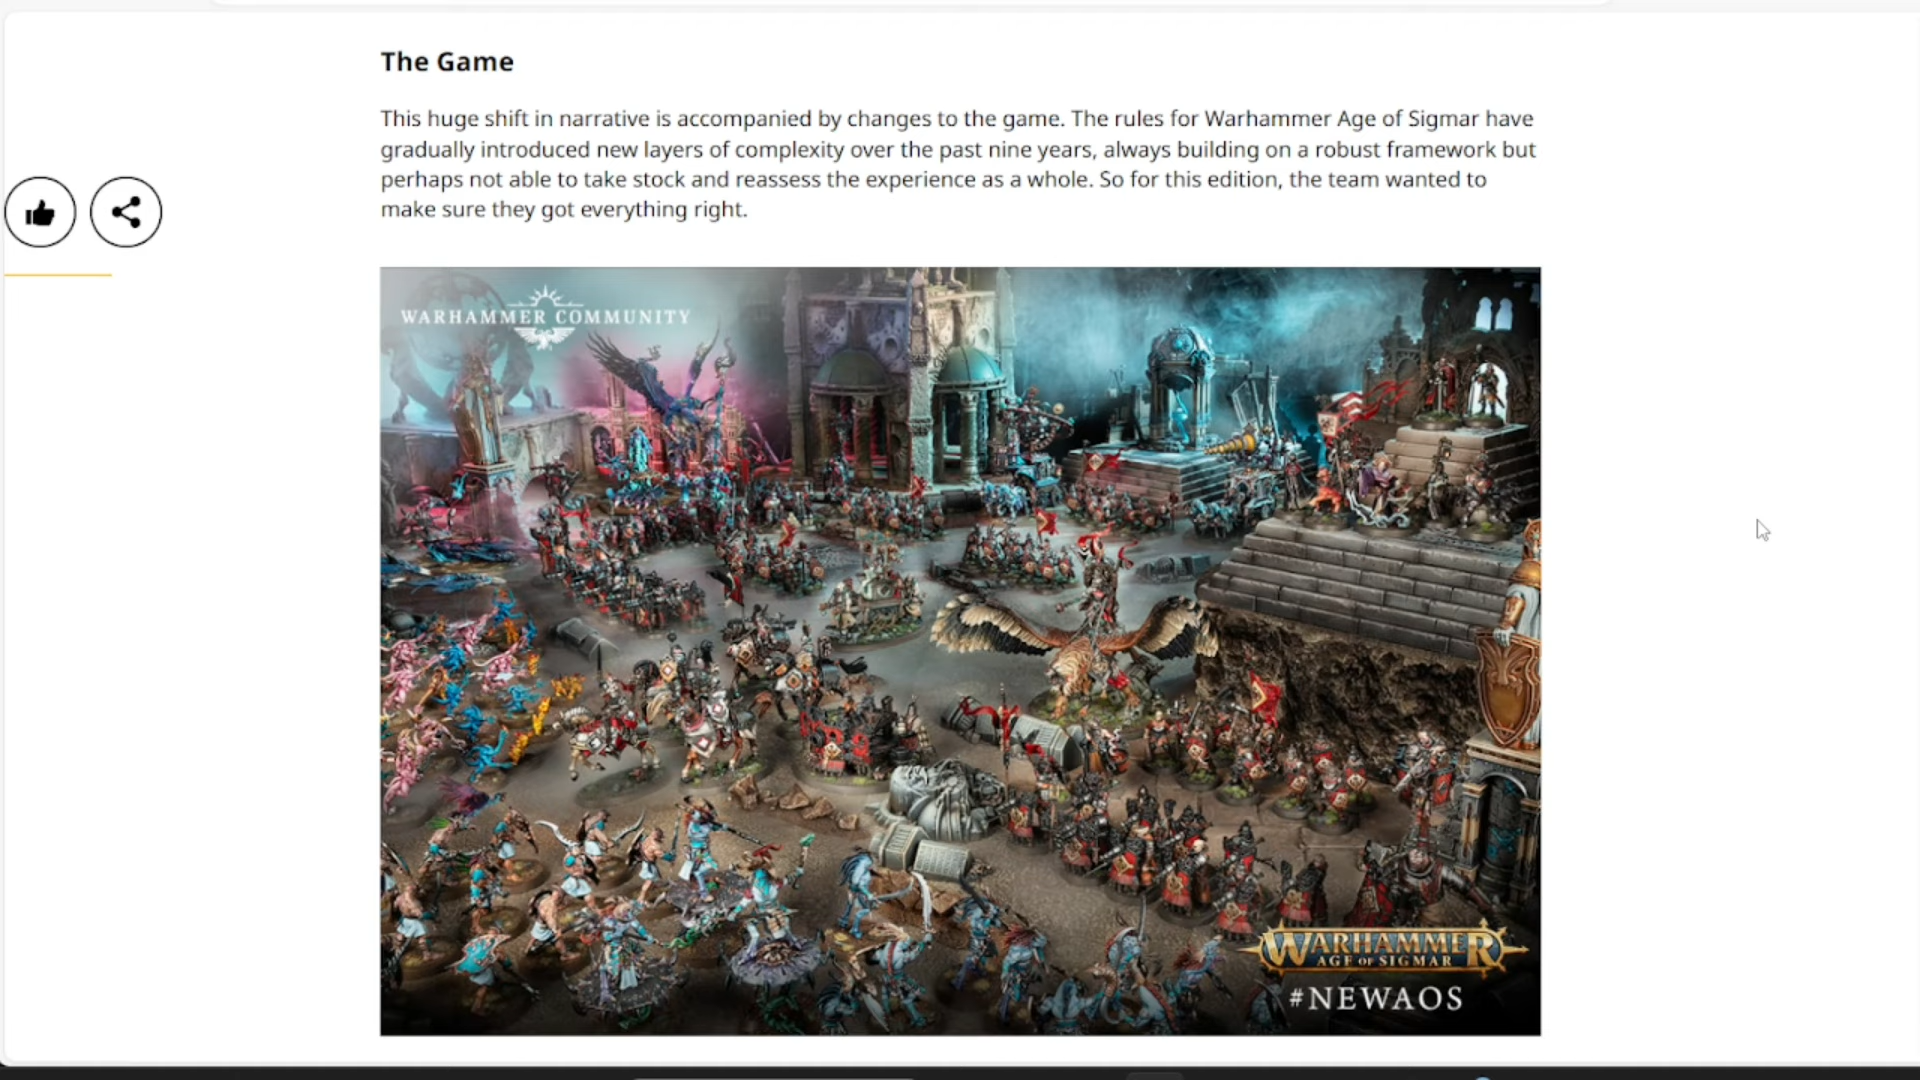 The Game
This huge shift in narrative is accompanied by changes to the game. The rules for Warhammer Age of Sigmar have
gradually introduced new layers of complexity over the past nine years, always building on a robust framework but
perhaps not able to take stock and reassess the experience as a whole. So for this edition, the team wanted to
make sure they got everything right.
WARHAMMER COMMUNITY
WARHAMMER
AGE OF SIGMAR
#NEWAOS